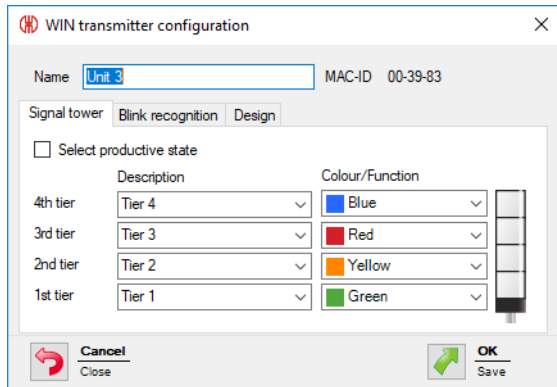 WIN transmitter configuration
Name Unit 3 MAC-ID 00-39-83
Signal tower Blink recognition Design
Select productive state
Description Colour/Function
4th tier Tier 4 Blue
3rd tier Tier 3 Red
2nd tier Tier 2 Yellow
1st tier Tier 1 Green
Cancel OK
Close Save